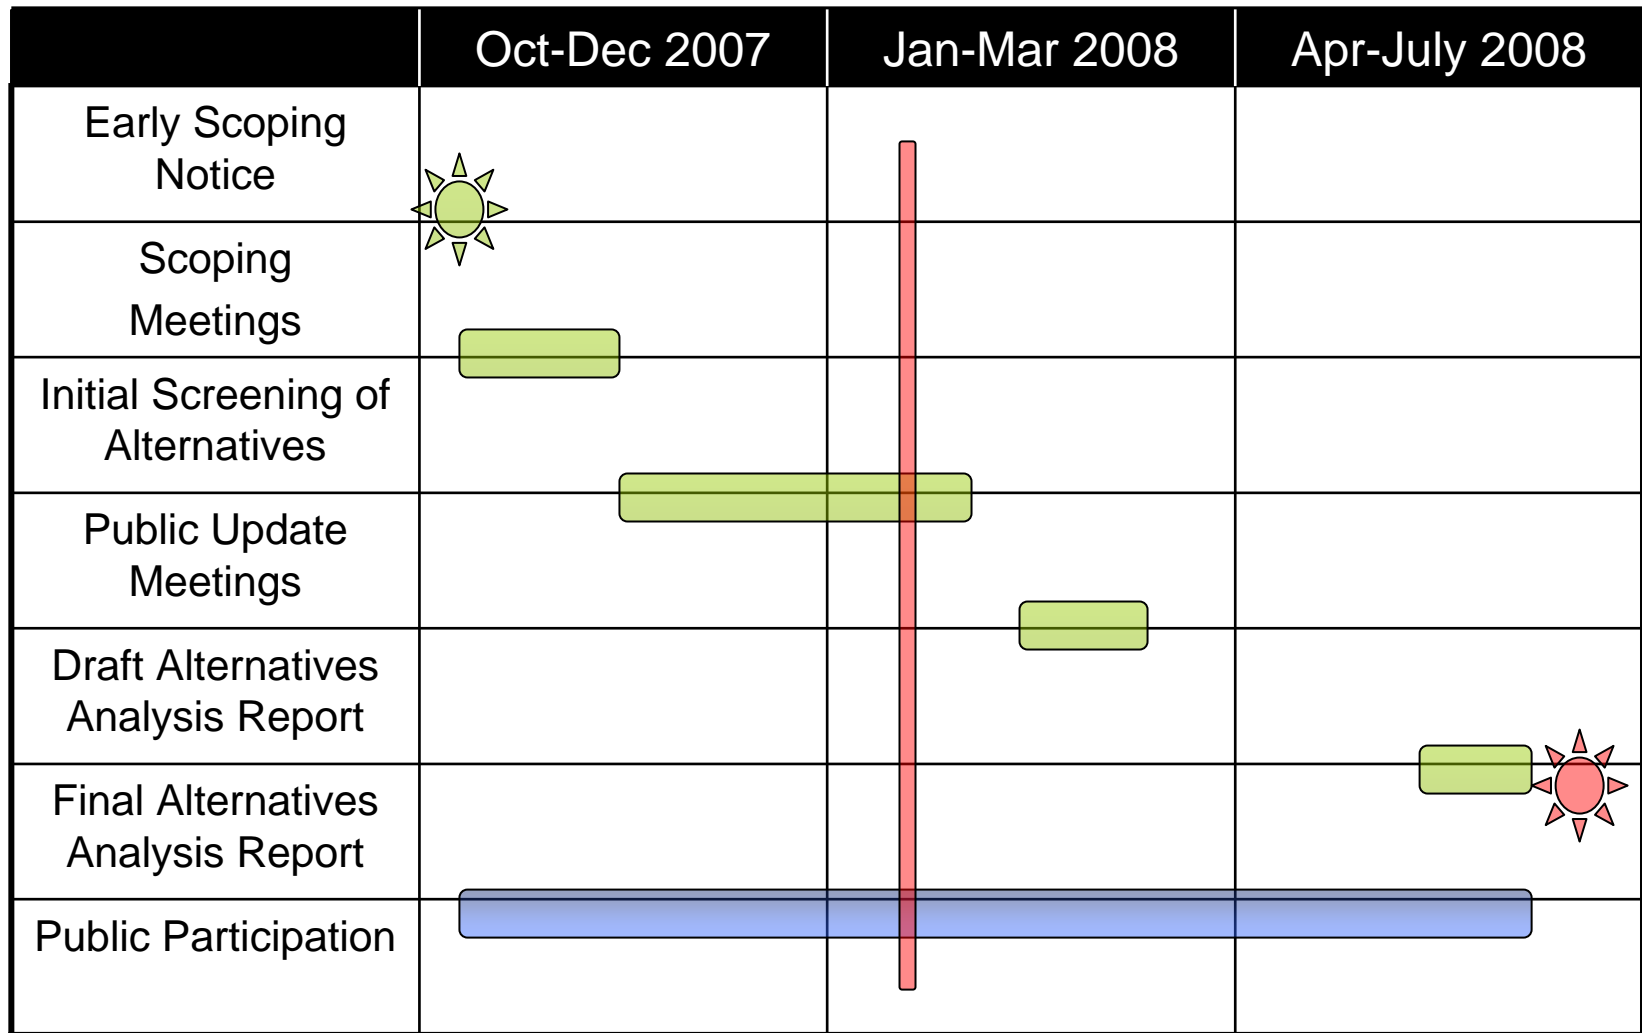 Oct-Dec 2007
Jan-Mar 2008
Apr-July 2008
Early Scoping
Notice
Scoping
Meetings
Initial Screening of
Alternatives
Public Update
Meetings
Draft Alternatives
Analysis Report
Final Alternatives
Analysis Report
Public Participation